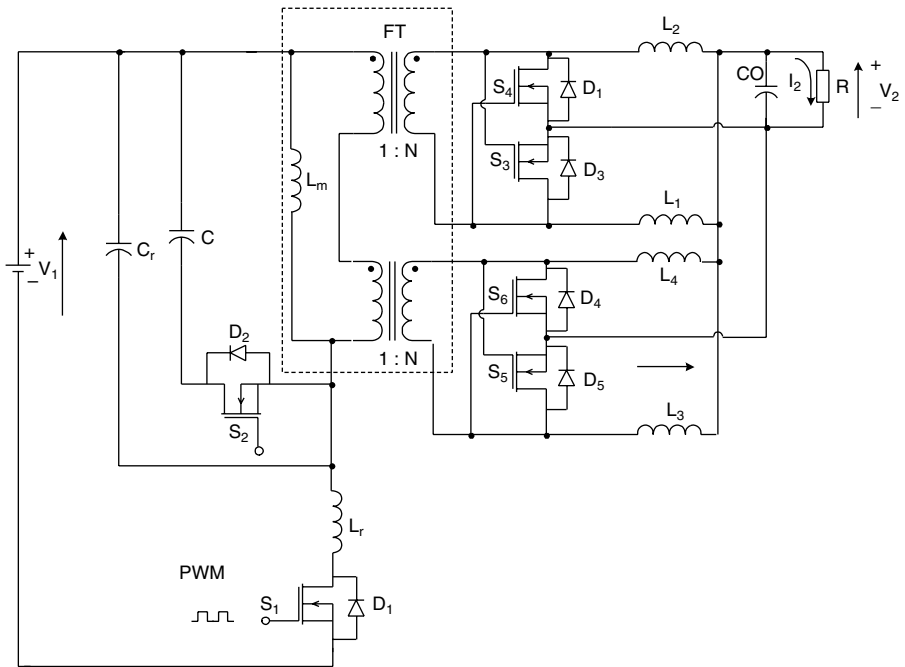 FT
L2
S4
D1
CO
I2
R
+
V2
–
S3
D3
1 : N
Lm
L1
Cr
C
+
V1
–
S6
D4
L4
D2
1 : N
S5
D5
S2
L3
Lr
PWM
S1
D1